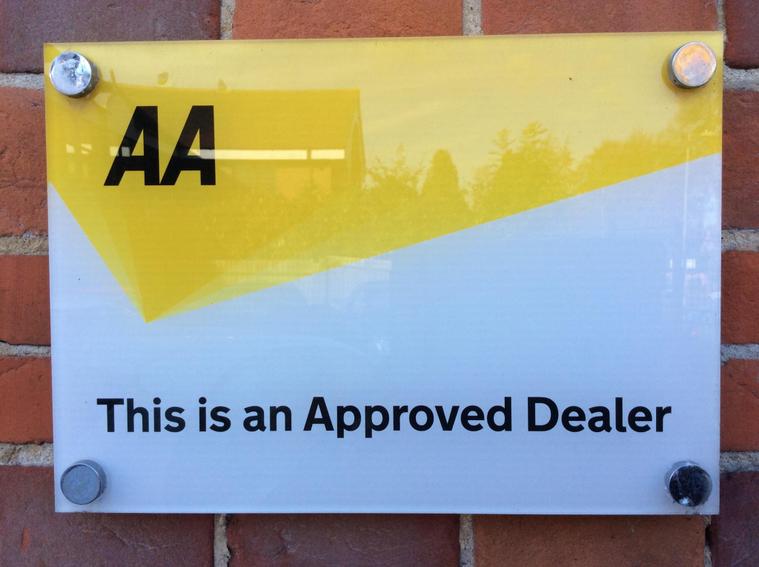 AA
This is an Approved Dealer